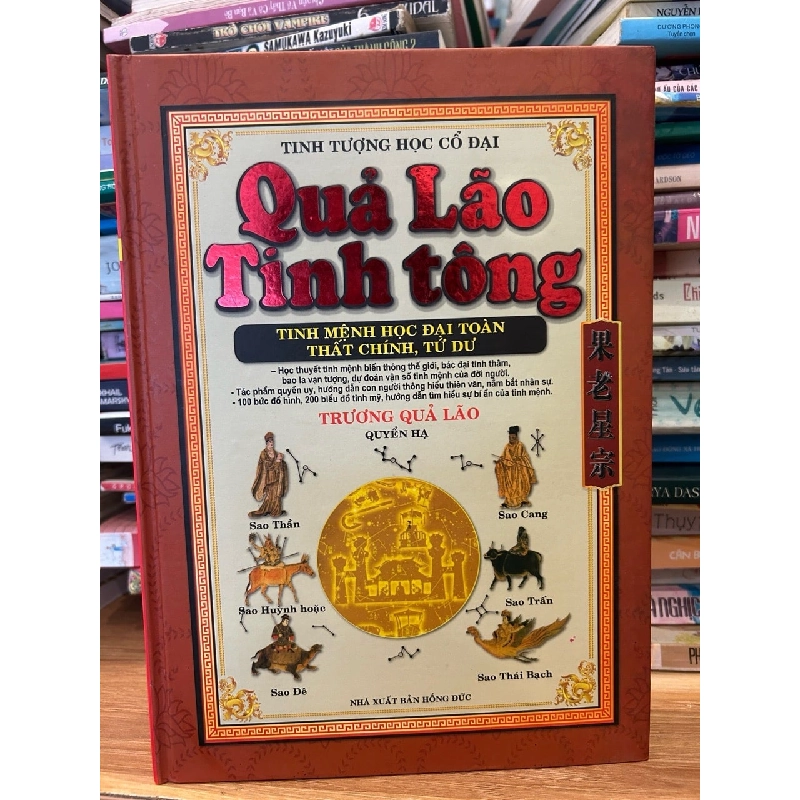 TRÒ CHƠI VAMPIRE
SAMUKAWA Kazuyuki
TINH TƯỢNG HỌC CỔ ĐẠI
Quả Lão
Tinh tông
TINH MỆNH HỌC ĐẠI TOÀN
THẤT CHÍNH, TỨ DƯ
– Học thuyết tinh mệnh biến thông thế giới, bác đại tinh thâm,
bao la vạn tượng, dự đoán vận số tinh mệnh của đời người.
- Tác phẩm quyền uy, hướng dẫn con người thông hiểu thiên văn, nắm bắt nhân sự.
- 100 bức đồ hình, 200 biểu đồ tinh mỹ, hướng dẫn tìm hiểu sự bí ẩn của tinh mệnh.
TRƯƠNG QUẢ LÃO
QUYỂN HẠ
果老星宗
Sao Thần
Sao Cang
Sao Huỳnh hoặc
Sao Trấn
Sao Dê
Sao Thái Bạch
NHÀ XUẤT BẢN HỒNG ĐỨC